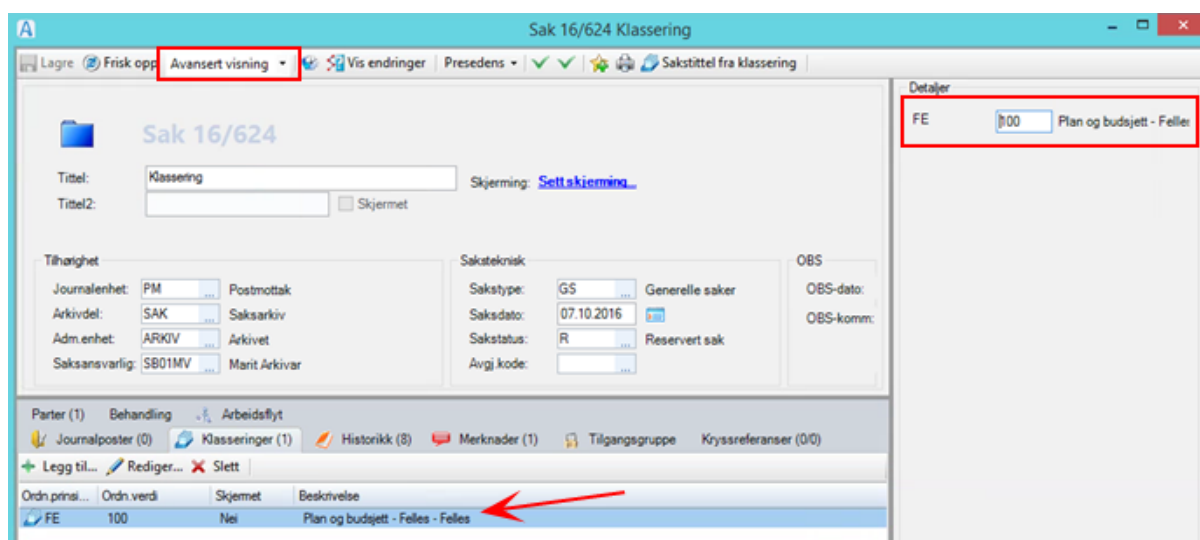 Sak 16/624 Klassering
Lagre Frisk opp Avansert visning Vis endringer Presedens Sakstittel fra klassering
Sak 16/624
Tittel: Klassering
Skjerming: Sett skjerming...
Tittel2: Skjermet
Tilhørighet
Journalenhet: PM ... Postmottak
Arkivdel: SAK ... Saksarkiv
Adm.enhet: ARKIV ... Arkivet
Saksansvarlig: SB01MV ... Marit Arkivar
Saksteknisk
Sakstype: GS ... Generelle saker
Saksdato: 07.10.2016
Sakstatus: R ... Reservert sak
Avgj.kode: ...
OBS
OBS-dato:
OBS-komm:
Parter (1) Behandling Arbeidsflyt
Journalposter (0) Klasseringer (1) Historikk (8) Merknader (1) Tilgangsgruppe Kryssreferanser (0/0)
Legg til... Rediger... Slett
Ordn.prinsi... Ordn.verdi Skjermet Beskrivelse
FE 100 Nei Plan og budsjett - Felles - Felles
Detaljer
FE 100 Plan og budsjett - Felles